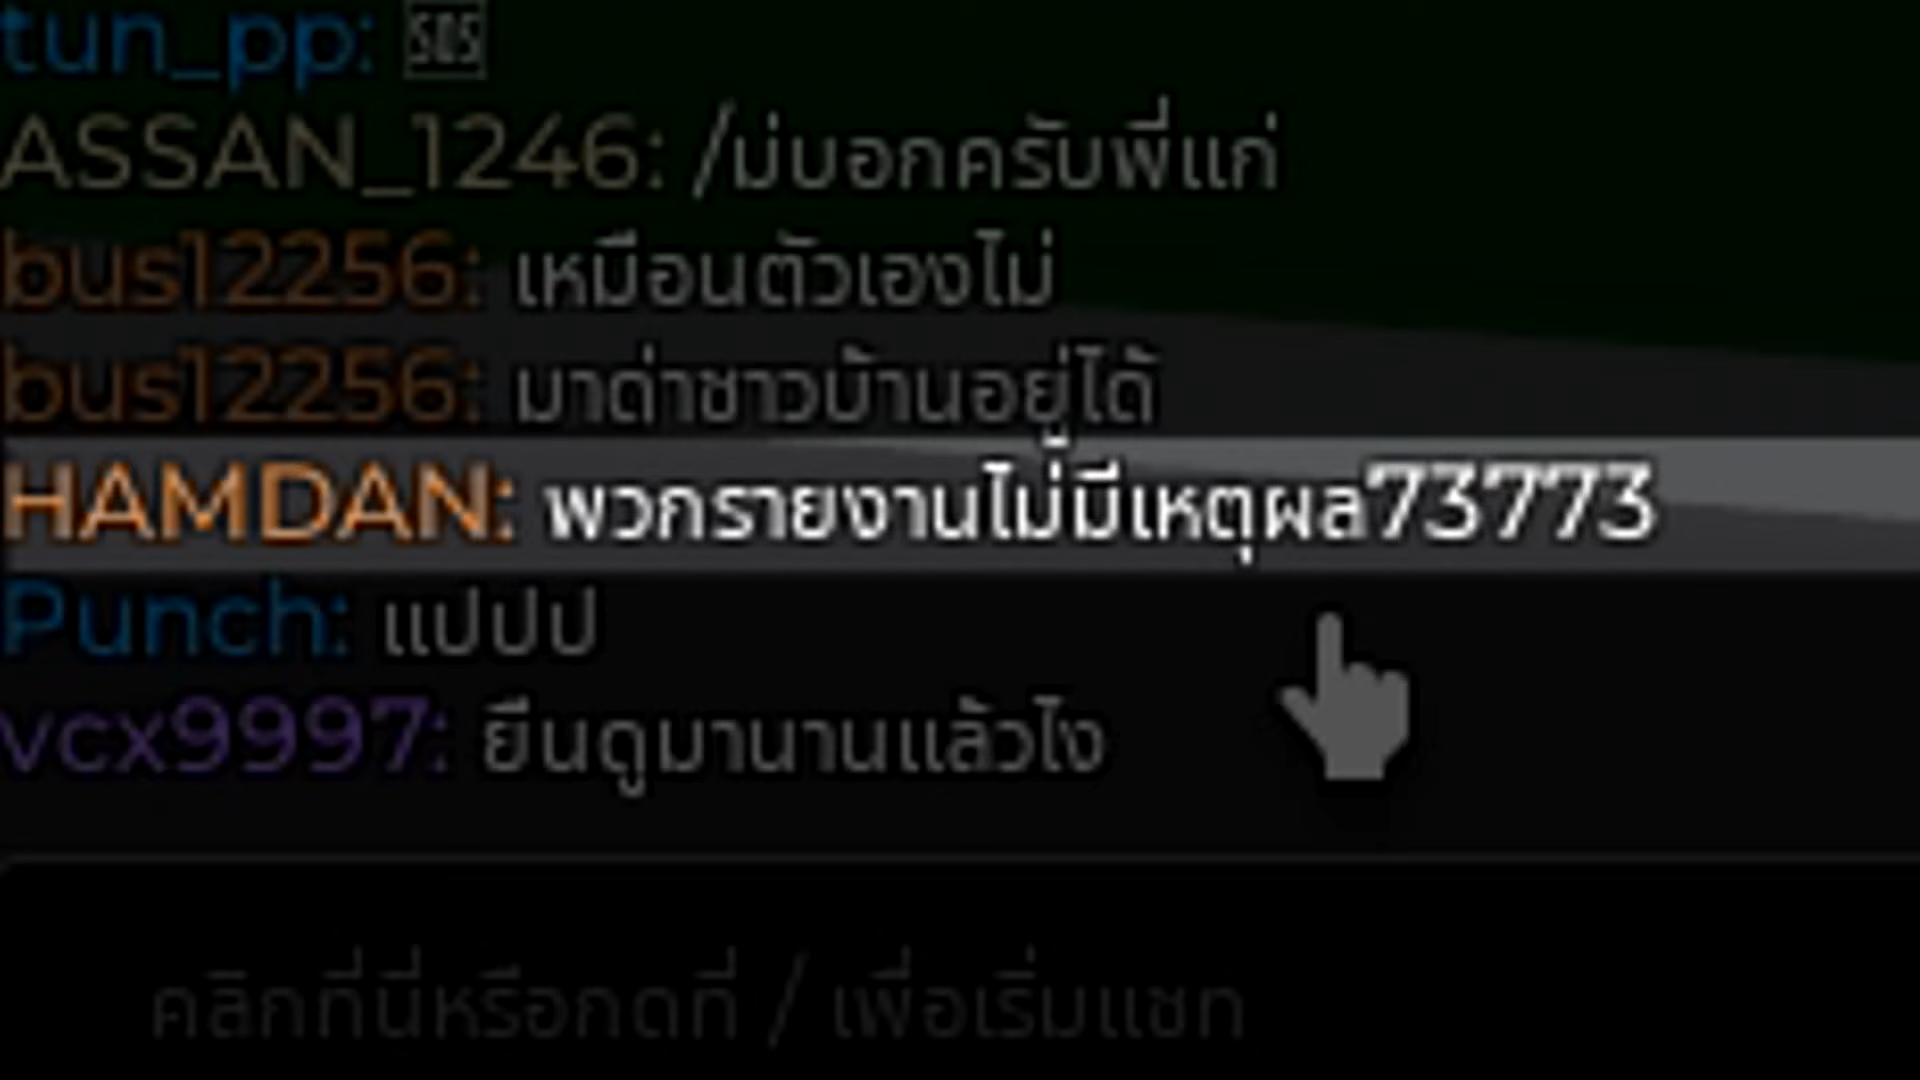 tun_pp: 🆘
ASSAN_1246: /ม่บอกครับพี่แก่
bus12256: เหมือนตัวเองไม่
bus12256: มาด่าชาวบ้านอยู่ได้
HAMDAN: พวกรายงานไม่มีเหตุผล73773
Punch: แปปป
vcx9997: ยืนดูมานานแล้วไง
คลิกที่นี่หรือกดที่ / เพื่อเริ่มแชท